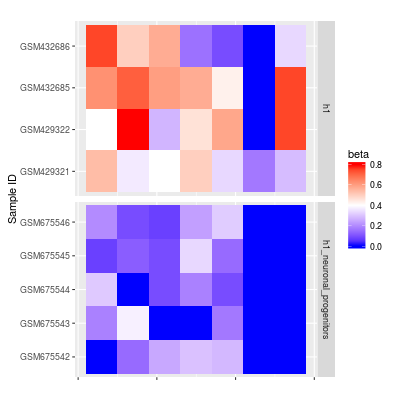 GSM432686
GSM432685
GSM429322
GSM429321
h1
GSM675546
GSM675545
GSM675544
GSM675543
GSM675542
h1_neuronal_progenitors
Sample ID
beta
0.8
0.6
0.4
0.2
0.0